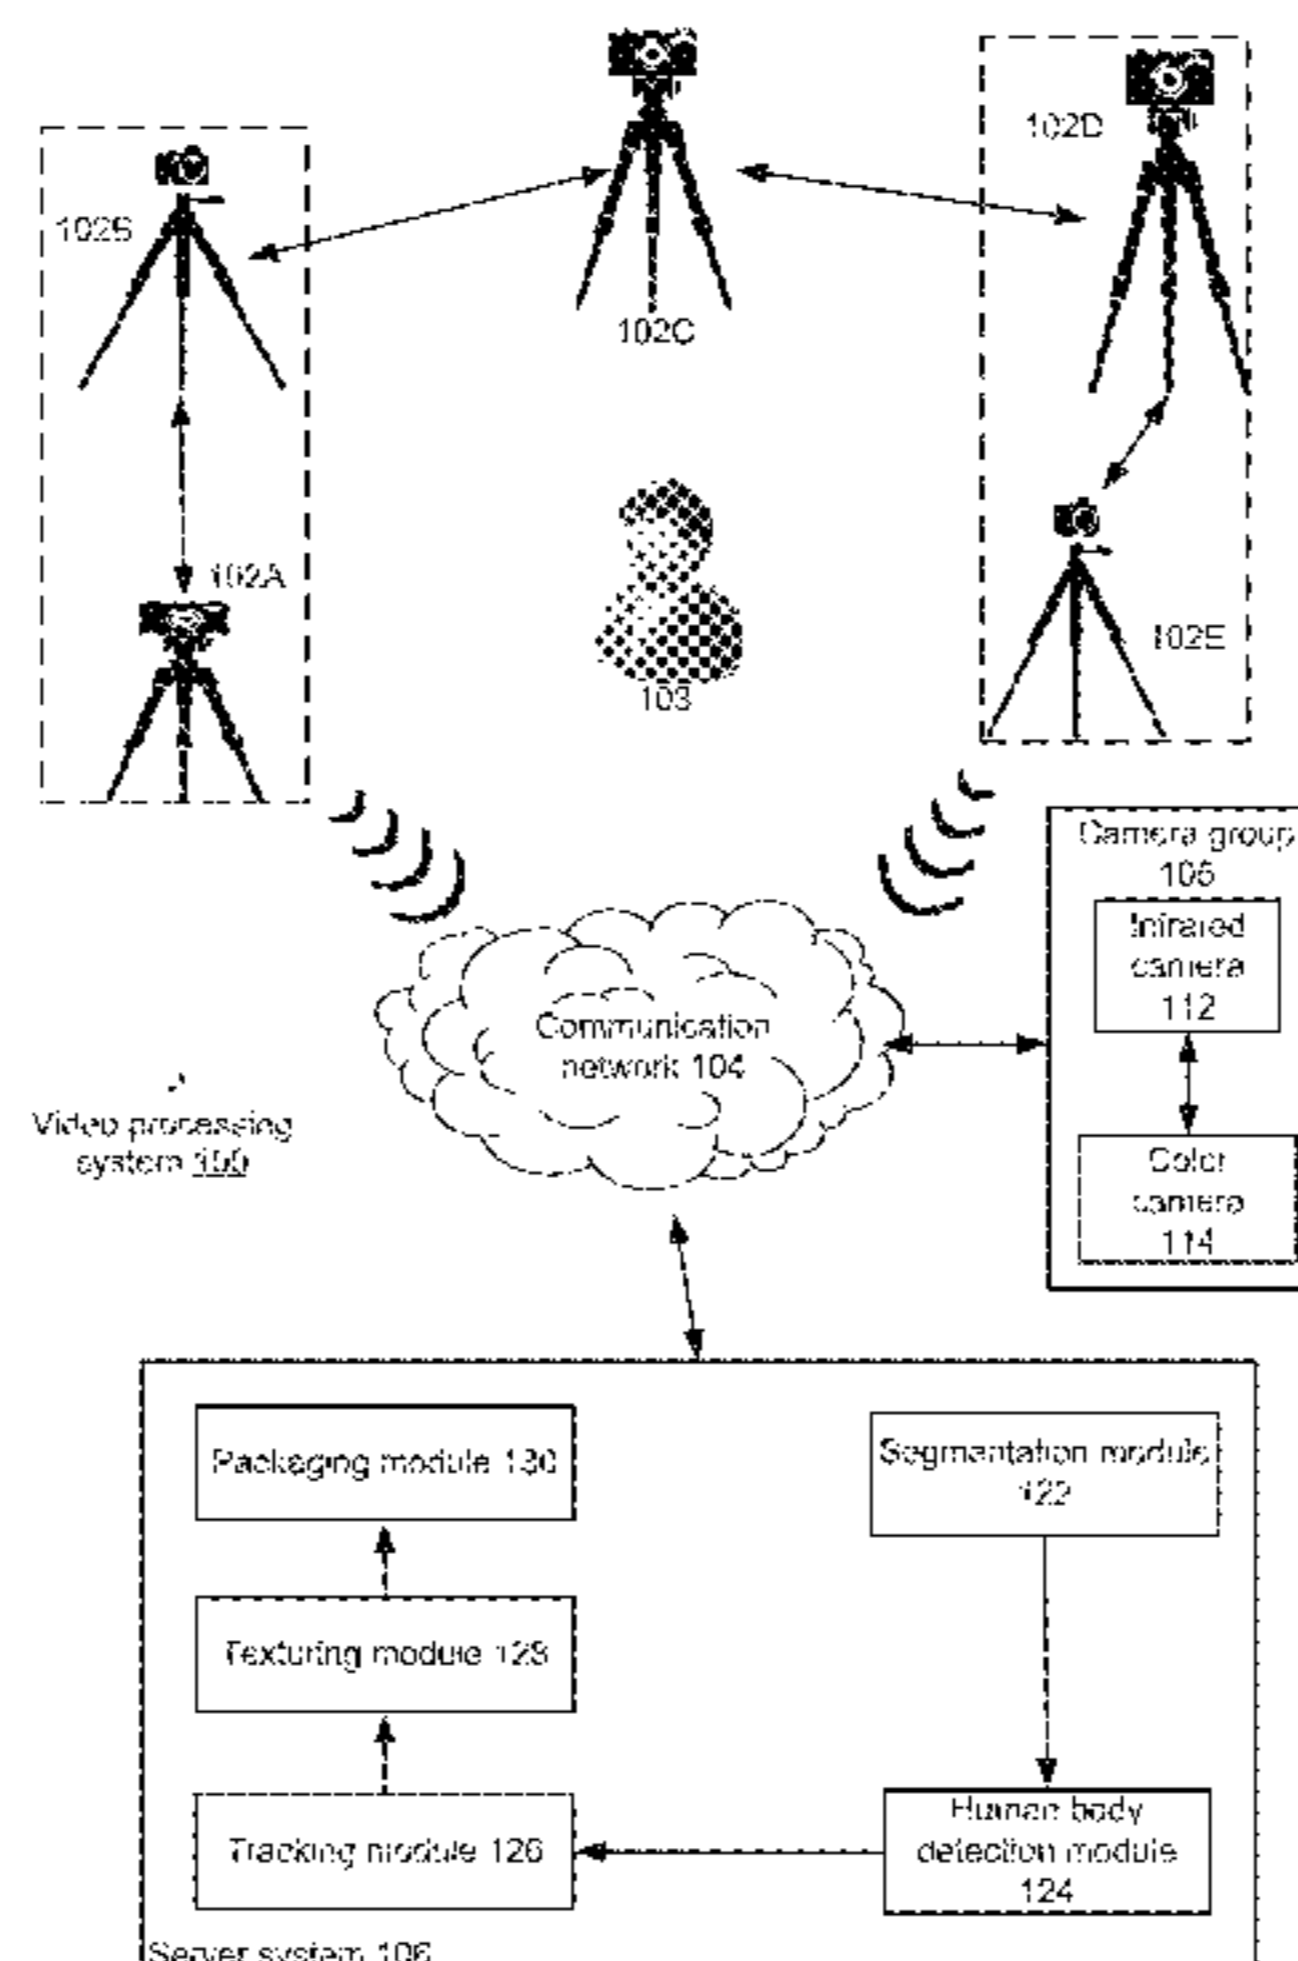 102D
102B
102C
102A
102E
103
Camera group
105
Infrared
camera
112
Communication
network 104
Video processing
system 100
Color
camera
114
Packaging module 130
Segmentation module
122
Texturing module 128
Human body
Tracking module 126
detection module
124
Server system 106